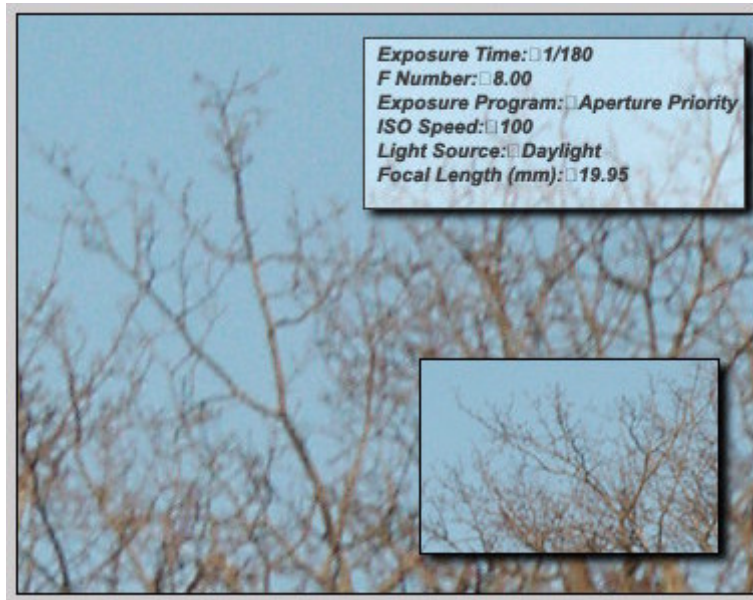 Exposure Time:□1/180
F Number:□8.00
Exposure Program:□Aperture Priority
ISO Speed:□100
Light Source:□Daylight
Focal Length (mm):□19.95